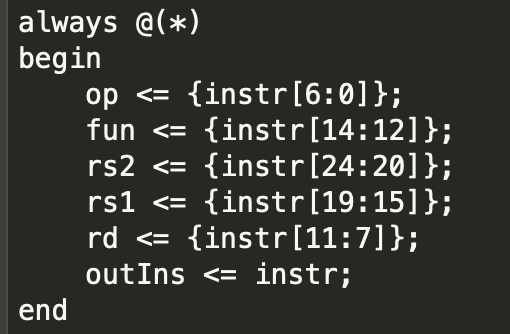 always @(*)
begin
    op <= {instr[6:0]};
    fun <= {instr[14:12]};
    rs2 <= {instr[24:20]};
    rs1 <= {instr[19:15]};
    rd <= {instr[11:7]};
    outIns <= instr;
end